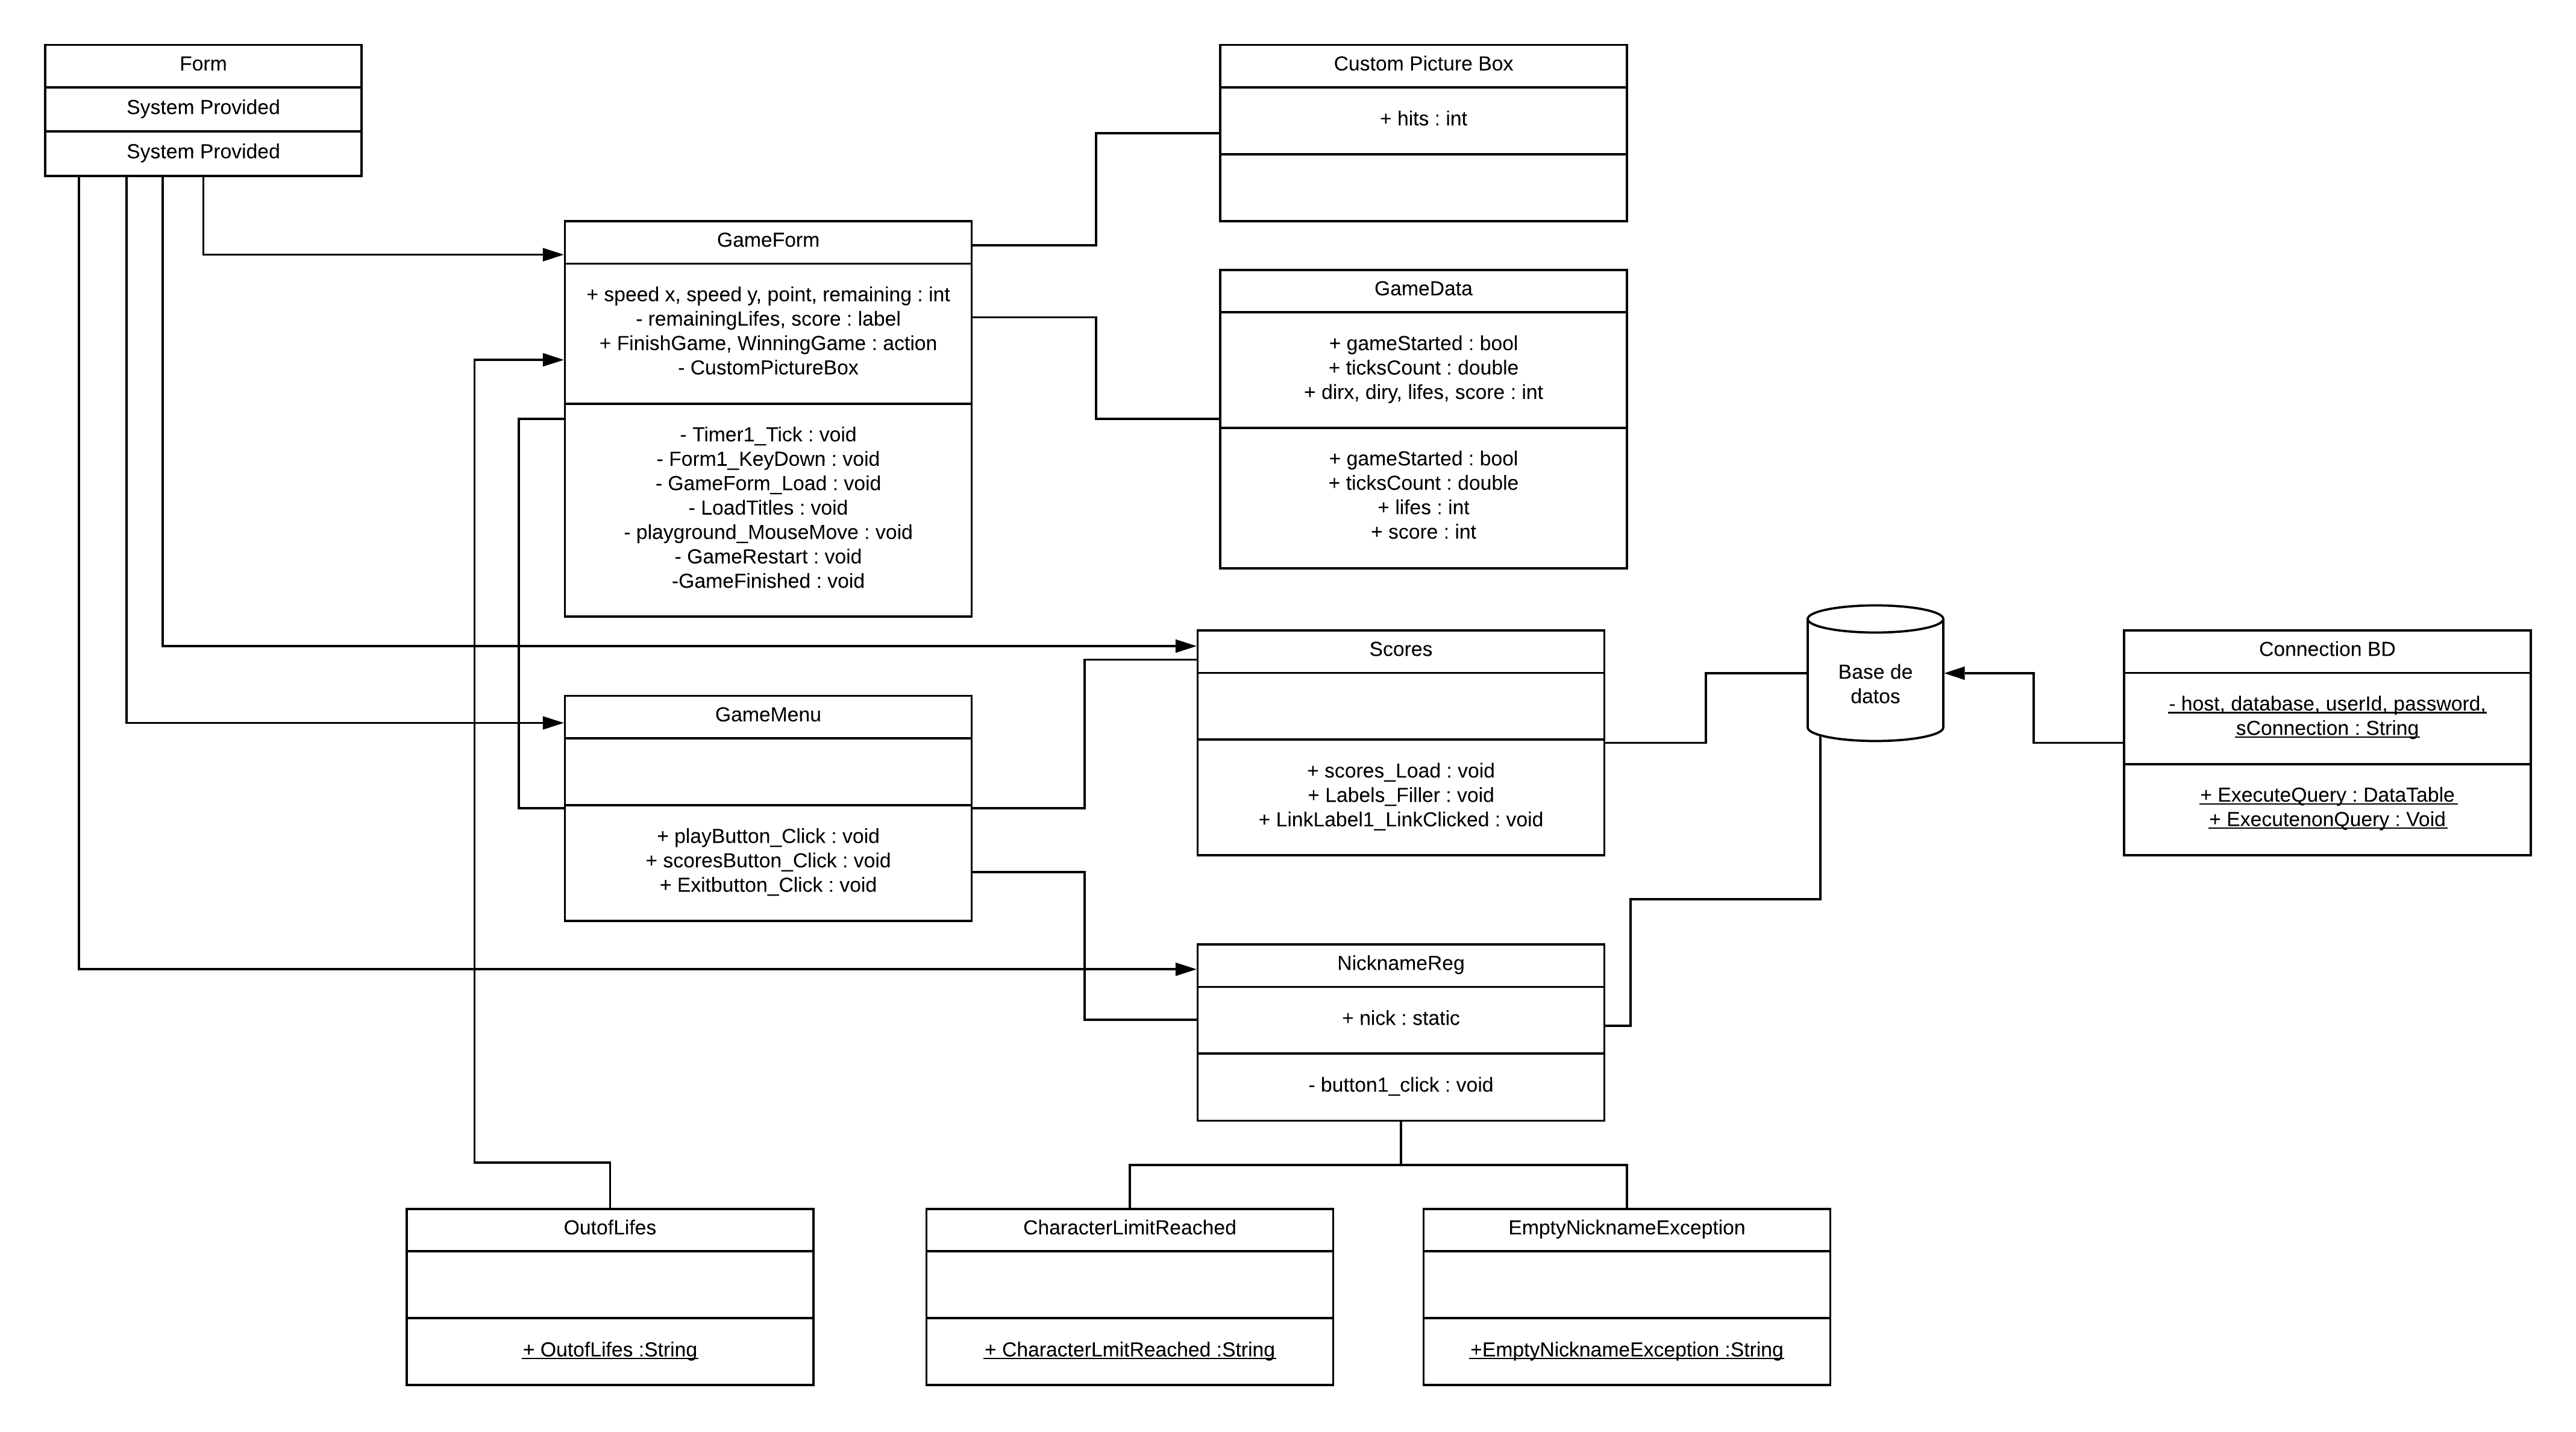 Form
System Provided
System Provided
Custom Picture Box
+ hits : int
GameForm
+ speed x, speed y, point, remaining : int
- remainingLifes, score : label
+ FinishGame, WinningGame : action
- CustomPictureBox
- Timer1_Tick : void
- Form1_KeyDown : void
- GameForm_Load : void
- LoadTitles : void
- playground_MouseMove : void
- GameRestart : void
-GameFinished : void
GameData
+ gameStarted : bool
+ ticksCount : double
+ dirx, diry, lifes, score : int
+ gameStarted : bool
+ ticksCount : double
+ lifes : int
+ score : int
Scores
+ scores_Load : void
+ Labels_Filler : void
+ LinkLabel1_LinkClicked : void
Base de
datos
Connection BD
- host, database, userId, password,
sConnection : String
+ ExecuteQuery : DataTable
+ ExecutenonQuery : Void
GameMenu
+ playButton_Click : void
+ scoresButton_Click : void
+ Exitbutton_Click : void
NicknameReg
+ nick : static
- button1_click : void
OutofLifes
+ OutofLifes :String
CharacterLimitReached
+ CharacterLmitReached :String
EmptyNicknameException
+EmptyNicknameException :String